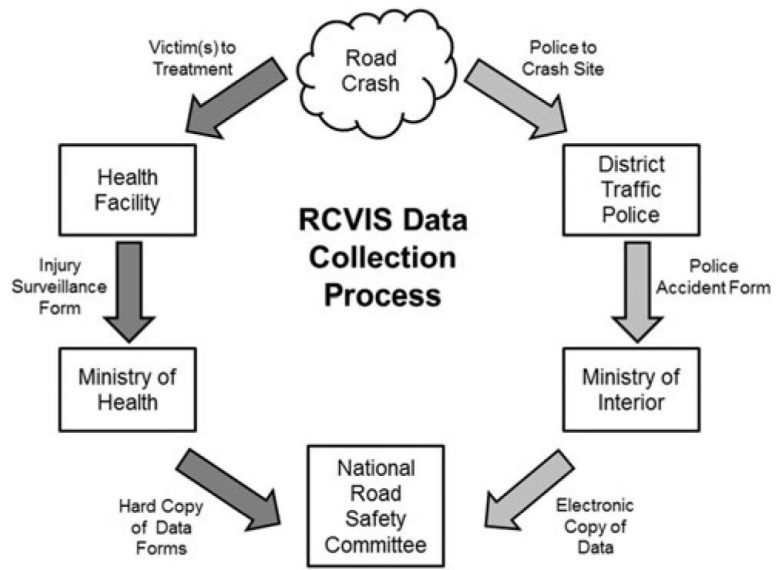 Victim(s) to
Treatment
Road
Crash
Police to
Crash Site
Health
Facility
District
Traffic
Police
RCVIS Data
Collection
Process
Injury
Surveillance
Form
Police
Accident Form
Ministry of
Health
Ministry of
Interior
Hard Copy
of Data
Forms
National
Road
Safety
Committee
Electronic
Copy of
Data